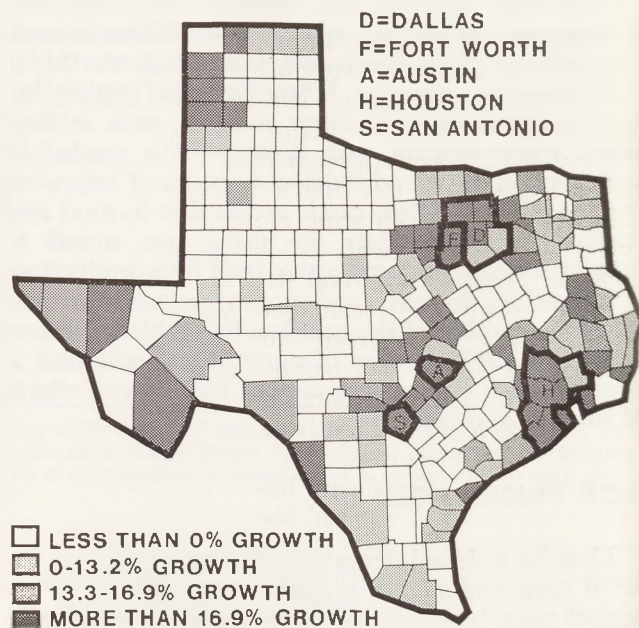 D=DALLAS
F=FORT WORTH
A=AUSTIN
H=HOUSTON
S=SAN ANTONIO
F
D
A
H
S
LESS THAN 0% GROWTH
0-13.2% GROWTH
13.3-16.9% GROWTH
MORE THAN 16.9% GROWTH